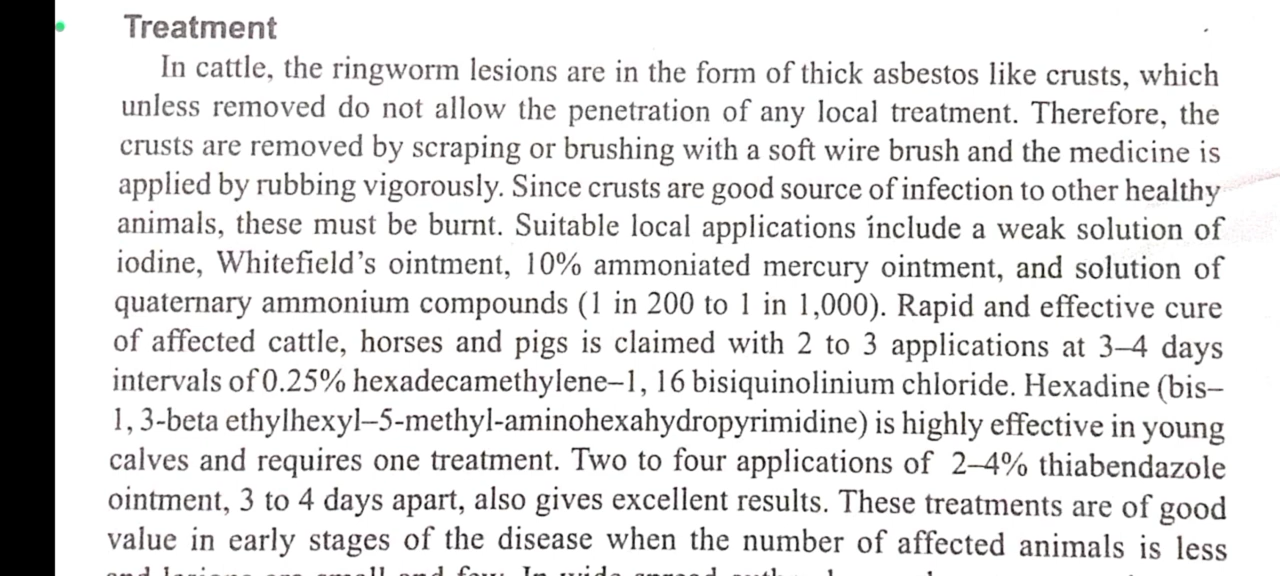 Treatment
In cattle, the ringworm lesions are in the form of thick asbestos like crusts, which
unless removed do not allow the penetration of any local treatment. Therefore, the
crusts are removed by scraping or brushing with a soft wire brush and the medicine is
applied by rubbing vigorously. Since crusts are good source of infection to other healthy
animals, these must be burnt. Suitable local applications include a weak solution of
iodine, Whitefield's ointment, 10% ammoniated mercury ointment, and solution of
quaternary ammonium compounds (1 in 200 to 1 in 1,000). Rapid and effective cure
of affected cattle, horses and pigs is claimed with 2 to 3 applications at 3–4 days
intervals of 0.25% hexadecamethylene–1, 16 bisiquinolinium chloride. Hexadine (bis–
1, 3-beta ethylhexyl–5-methyl-aminohexahydropyrimidine) is highly effective in young
calves and requires one treatment. Two to four applications of 2–4% thiabendazole
ointment, 3 to 4 days apart, also gives excellent results. These treatments are of good
value in early stages of the disease when the number of affected animals is less